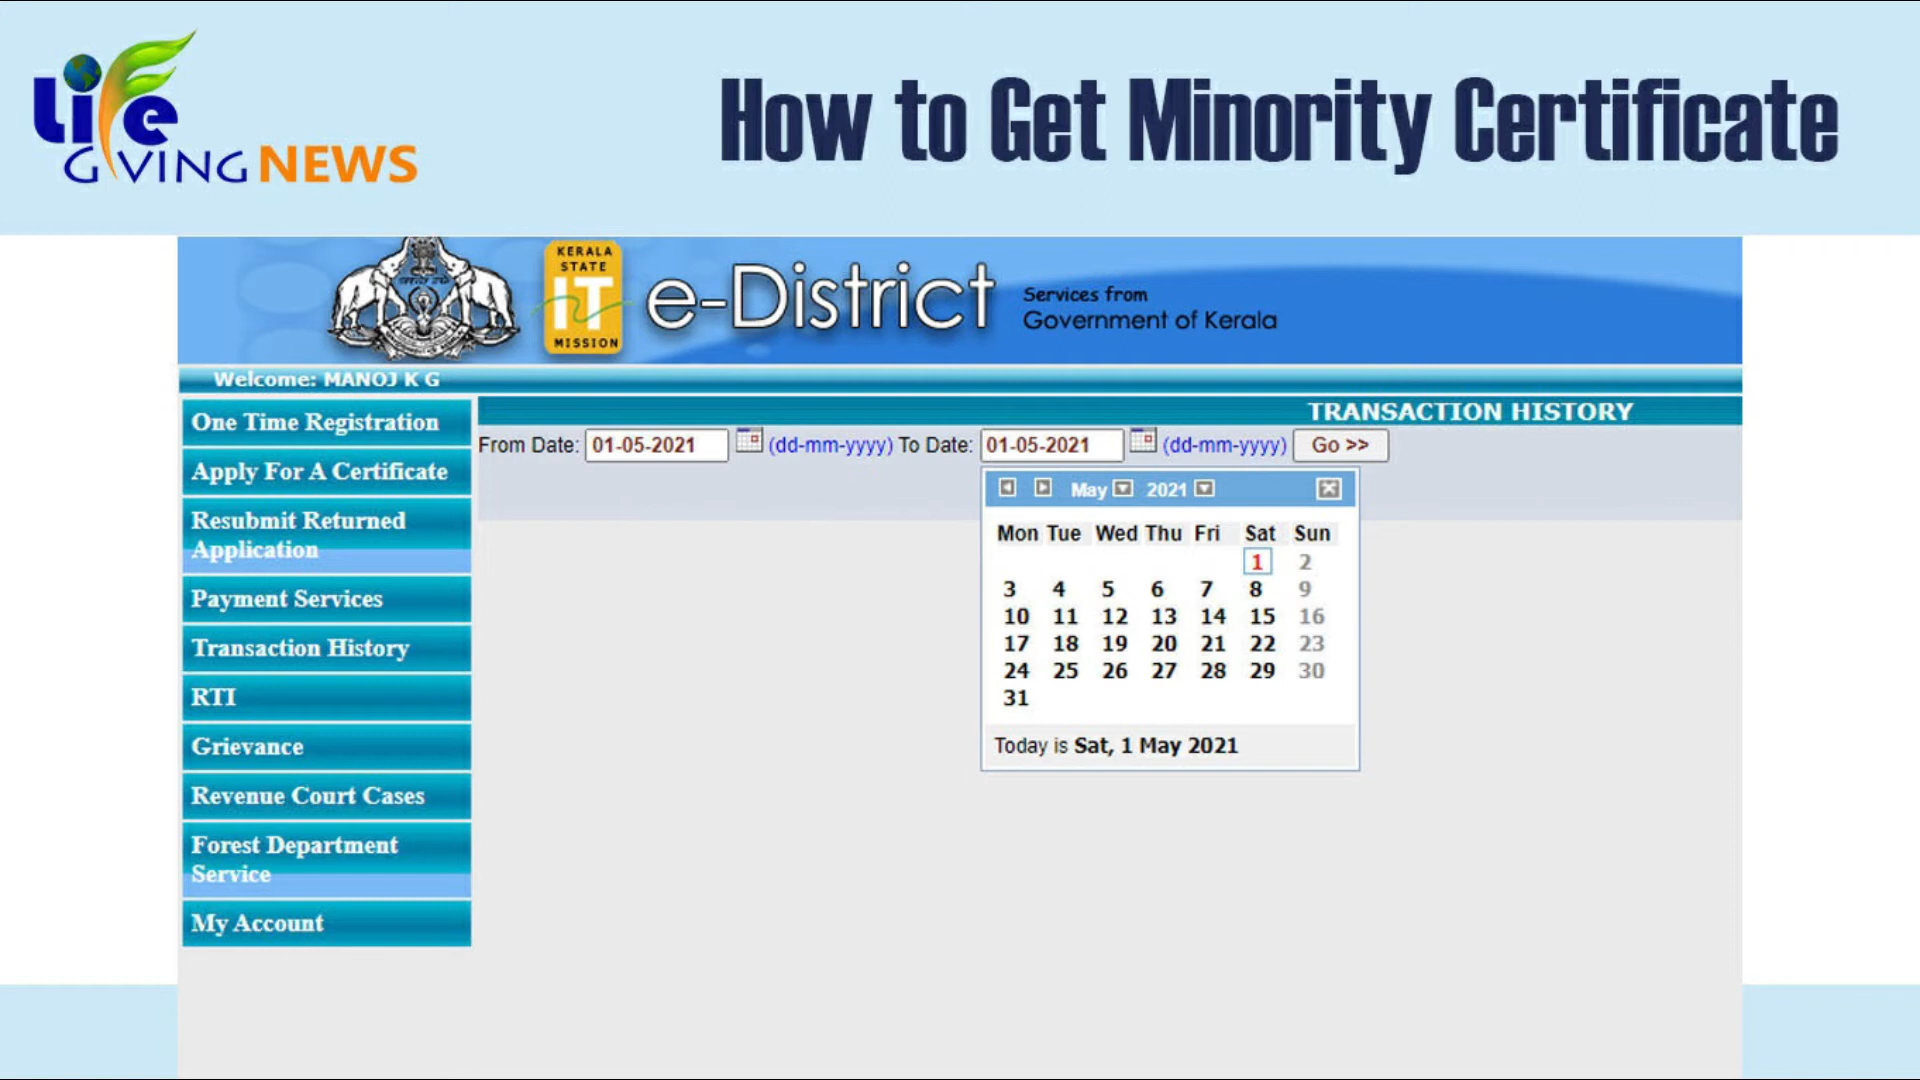 Life
GIVING NEWS
How to Get Minority Certificate
KERALA
STATE
iT
MISSION
e-District
Services from
Government of Kerala
Welcome: MANOJ K G
One Time Registration
Apply For A Certificate
Resubmit Returned
Application
Payment Services
Transaction History
RTI
Grievance
Revenue Court Cases
Forest Department
Service
My Account
TRANSACTION HISTORY
From Date: 01-05-2021 (dd-mm-yyyy) To Date: 01-05-2021 (dd-mm-yyyy) Go >>
May 2021
Mon Tue Wed Thu Fri Sat Sun
1 2
3 4 5 6 7 8 9
10 11 12 13 14 15 16
17 18 19 20 21 22 23
24 25 26 27 28 29 30
31
Today is Sat, 1 May 2021